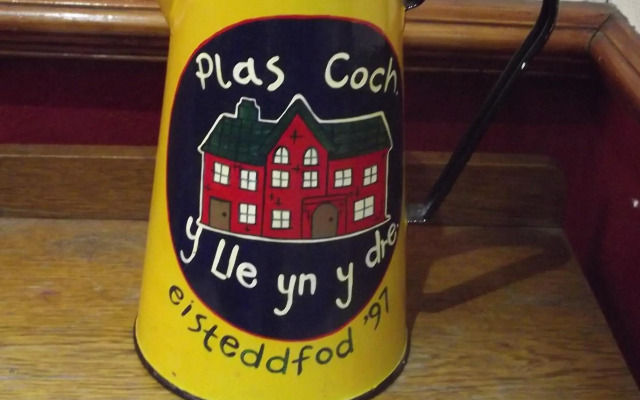 Plas Coch.
y lle yn y dre.
eisteddfod '97